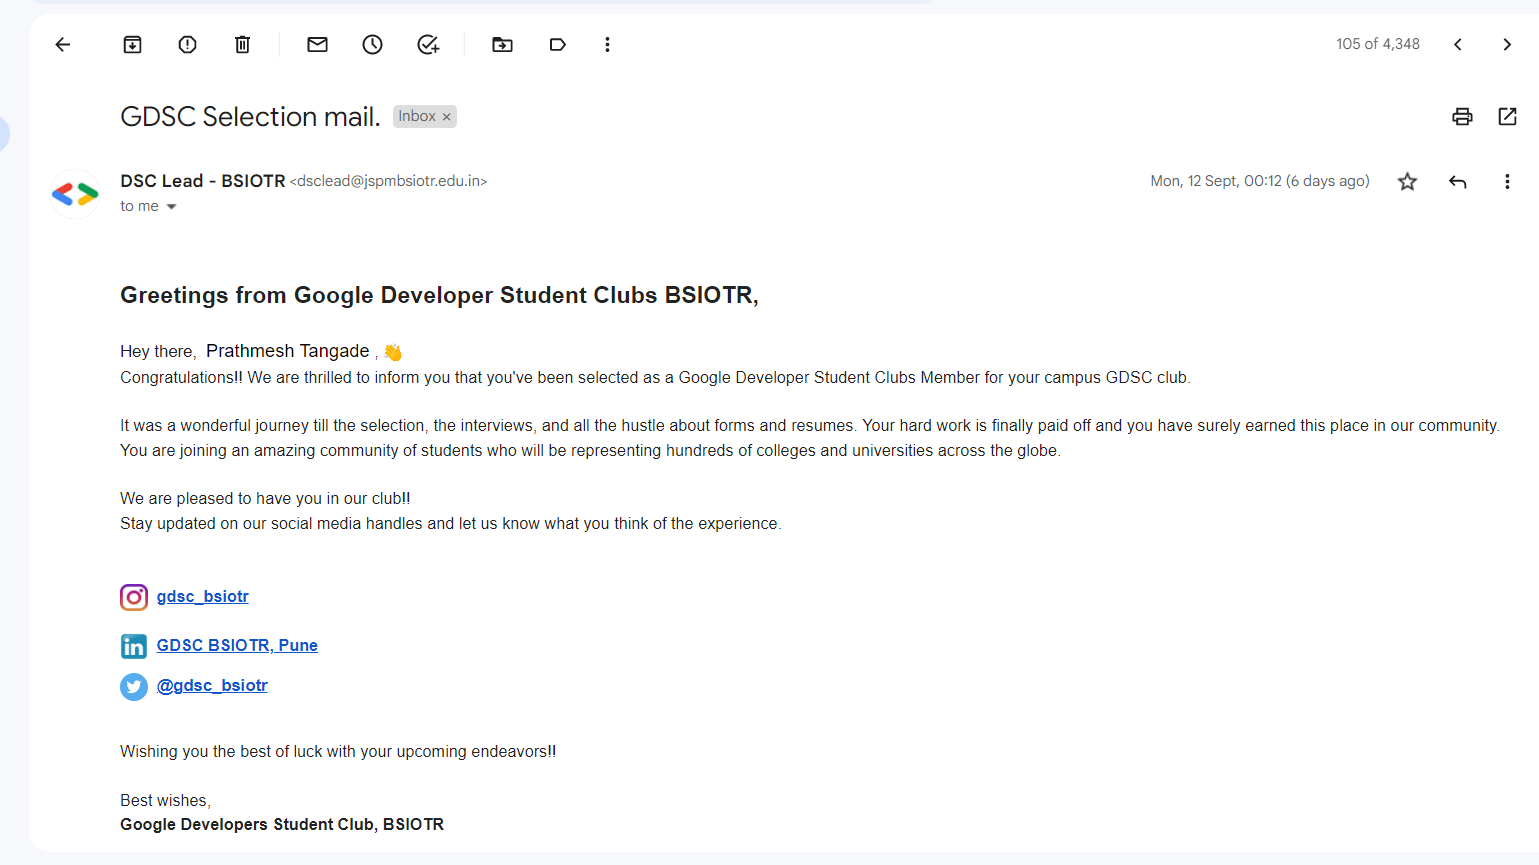 105 of 4,348
GDSC Selection mail. Inbox ×
DSC Lead - BSIOTR <dsclead@jspmbsiotr.edu.in> Mon, 12 Sept, 00:12 (6 days ago)
to me
Greetings from Google Developer Student Clubs BSIOTR,
Hey there, Prathmesh Tangade , 👋
Congratulations!! We are thrilled to inform you that you've been selected as a Google Developer Student Clubs Member for your campus GDSC club.
It was a wonderful journey till the selection, the interviews, and all the hustle about forms and resumes. Your hard work is finally paid off and you have surely earned this place in our community.
You are joining an amazing community of students who will be representing hundreds of colleges and universities across the globe.
We are pleased to have you in our club!!
Stay updated on our social media handles and let us know what you think of the experience.
gdsc_bsiotr
in GDSC BSIOTR, Pune
@gdsc_bsiotr
Wishing you the best of luck with your upcoming endeavors!!
Best wishes,
Google Developers Student Club, BSIOTR